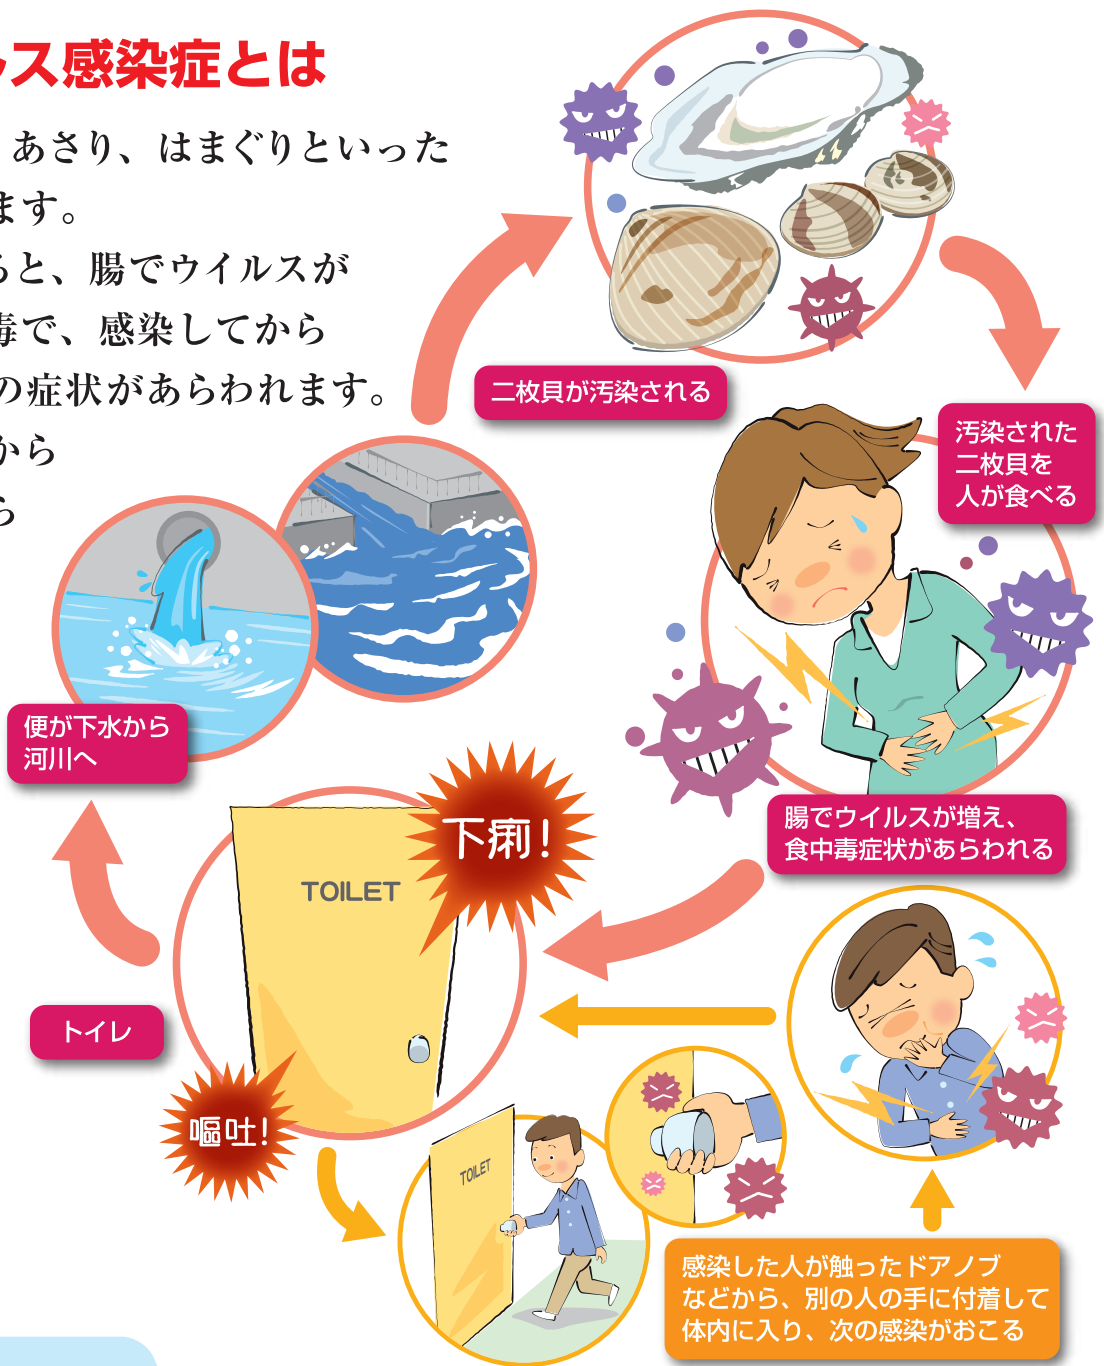 ス感染症とは
あさり、はまぐりといった
ます。
ると、腸でウイルスが
毒で、感染してから
の症状があらわれます。
から
ら
二枚貝が汚染される
汚染された
二枚貝を
人が食べる
腸でウイルスが増え、
食中毒症状があらわれる
便が下水から
河川へ
下痢!
TOILET
トイレ
嘔吐!
TOILET
感染した人が触ったドアノブ
などから、別の人の手に付着して
体内に入り、次の感染がおこる